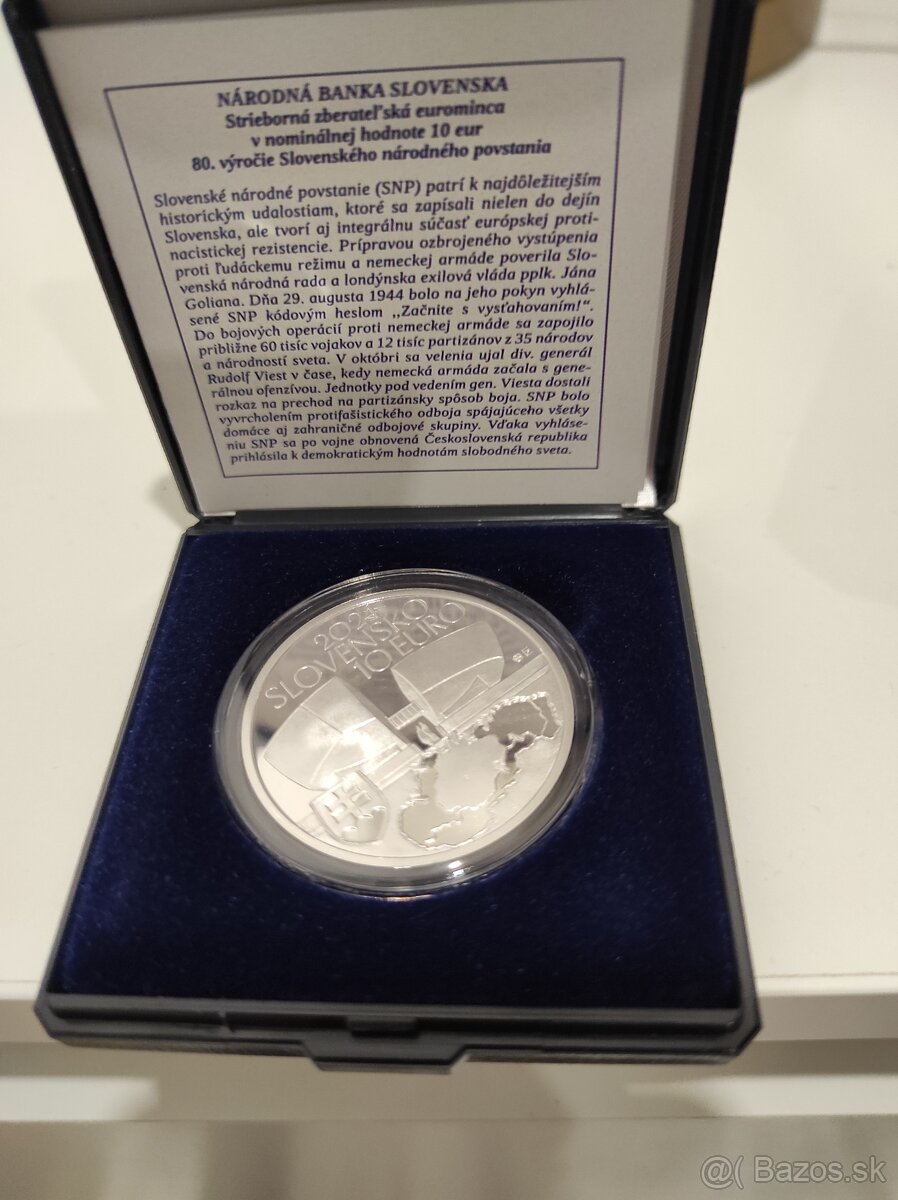 NÁRODNÁ BANKA SLOVENSKA
Strieborná zberateľská eurominca
v nominálnej hodnote 10 eur
80. výročie Slovenského národného povstania
Slovenské národné povstanie (SNP) patrí k najdôležitejším
historickým udalostiam, ktoré sa zapísali nielen do dejín
Slovenska, ale tvorí aj integrálnu súčasť európskej proti-
nacistickej rezistencie. Prípravou ozbrojeného vystúpenia
proti ľudáckemu režimu a nemeckej armáde poverila Slo-
venská národná rada a londýnska exilová vláda pplk. Jána
Goliana. Dňa 29. augusta 1944 bolo na jeho pokyn vyhlá-
sené SNP kódovým heslom „Začnite s vysťahovaním!“.
Do bojových operácií proti nemeckej armáde sa zapojilo
približne 60 tisíc vojakov a 12 tisíc partizánov z 35 národov
a národností sveta. V októbri sa velenia ujal div. generál
Rudolf Viest v čase, kedy nemecká armáda začala s gene-
rálnou ofenzívou. Jednotky pod vedením gen. Viesta dostali
rozkaz na prechod na partizánsky spôsob boja. SNP bolo
vyvrcholením protifašistického odboja spájajúceho všetky
domáce aj zahraničné odbojové skupiny. Vďaka vyhláse-
niu SNP sa po vojne obnovená Československá republika
prihlásila k demokratickým hodnotám slobodného sveta.
2024
SLOVENSKO
10 EURO
@( Bazos.sk